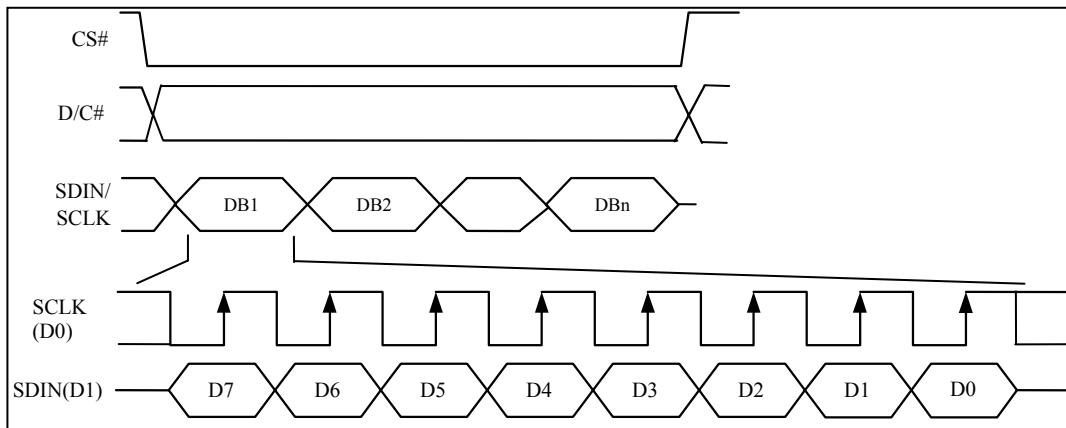 CS#
D/C#
SDIN/
SCLK
DB1 DB2 DBn
SCLK
(D0)
SDIN(D1) D7 D6 D5 D4 D3 D2 D1 D0